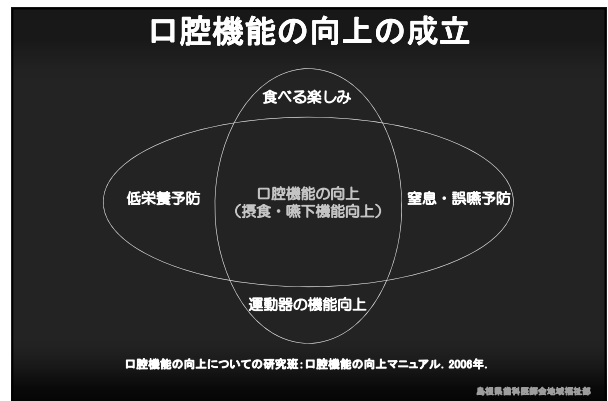 口腔機能の向上の成立
食べる楽しみ
低栄養予防
口腔機能の向上
（摂食・嚥下機能向上）
窒息・誤嚥予防
運動器の機能向上
口腔機能の向上についての研究班：口腔機能の向上マニュアル．2006年．
島根県歯科医師会地域福祉部